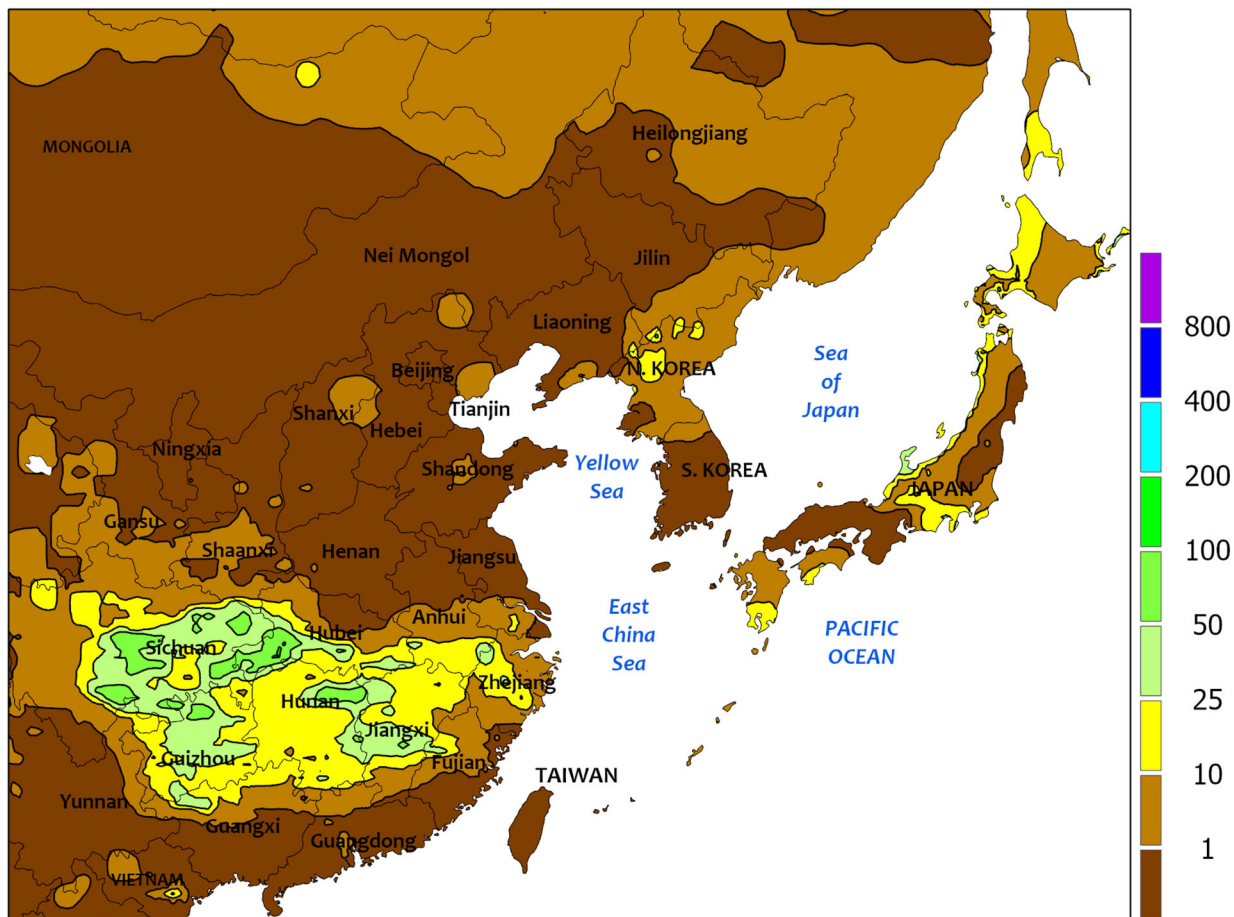 Heilongjiang
MONGOLIA
Nei Mongol
Jilin
Liaoning
800
Beijing
N. KOREA
Sea
of
Japan
400
Shanxi
Tianjin
Hebei
Ningxia
Shandong
Yellow
Sea
S. KOREA
200
JAPAN
Gansu
Shaanxi
Henan
Jiangsu
100
Anhui
East
China
Sea
PACIFIC
OCEAN
50
Hubei
Sichuan
Zhejiang
25
Hunan
Jiangxi
Guizhou
Fujian
TAIWAN
10
Yunnan
Guangxi
Guangdong
1
VIETNAM